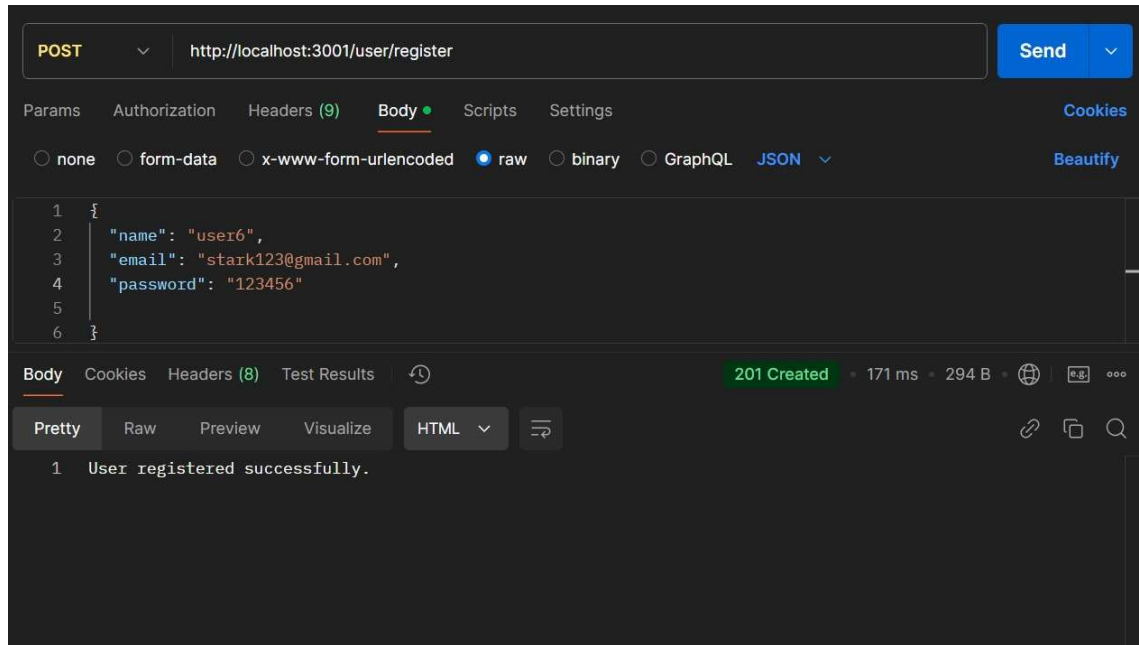 POST http://localhost:3001/user/register Send
Params Authorization Headers (9) Body Scripts Settings Cookies
none form-data x-www-form-urlencoded raw binary GraphQL JSON Beautify
1 {
2 "name": "user6",
3 "email": "stark123@gmail.com",
4 "password": "123456"
5
6 }
Body Cookies Headers (8) Test Results 201 Created 171 ms 294 B e.g.
Pretty Raw Preview Visualize HTML
1 User registered successfully.